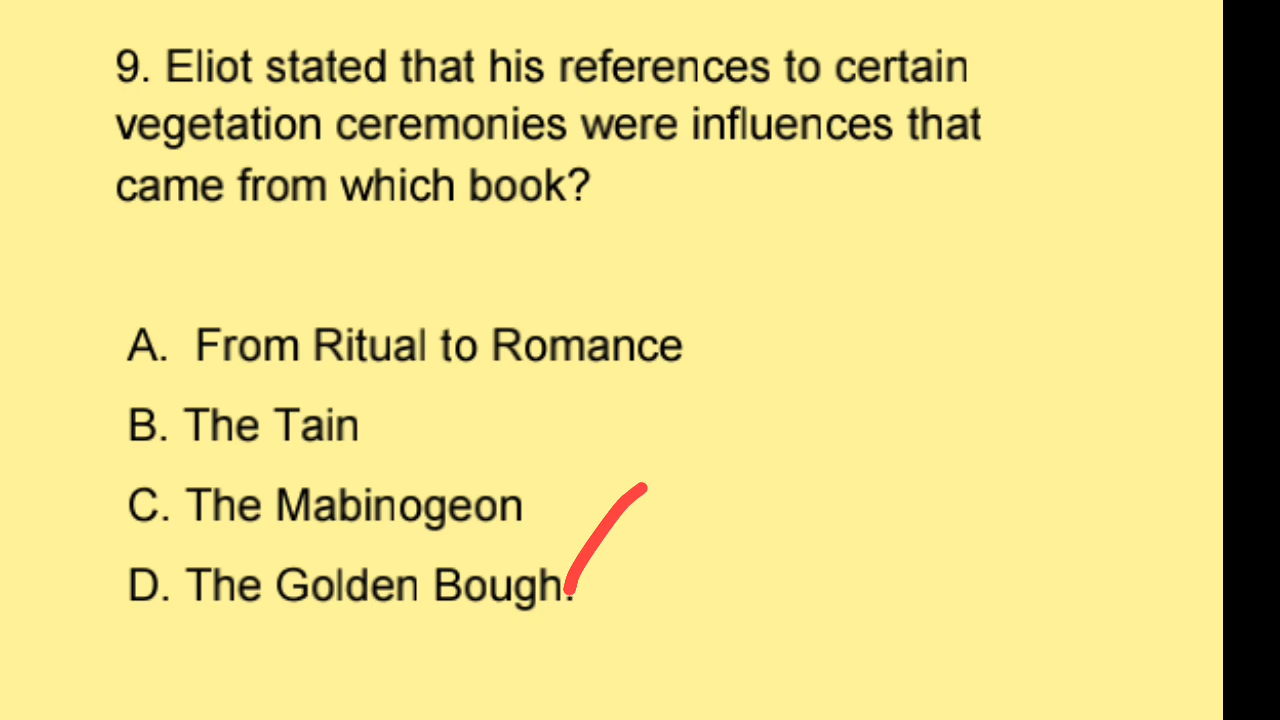 9. Eliot stated that his references to certain
vegetation ceremonies were influences that
came from which book?
A. From Ritual to Romance
B. The Tain
C. The Mabinogeon
D. The Golden Bough.